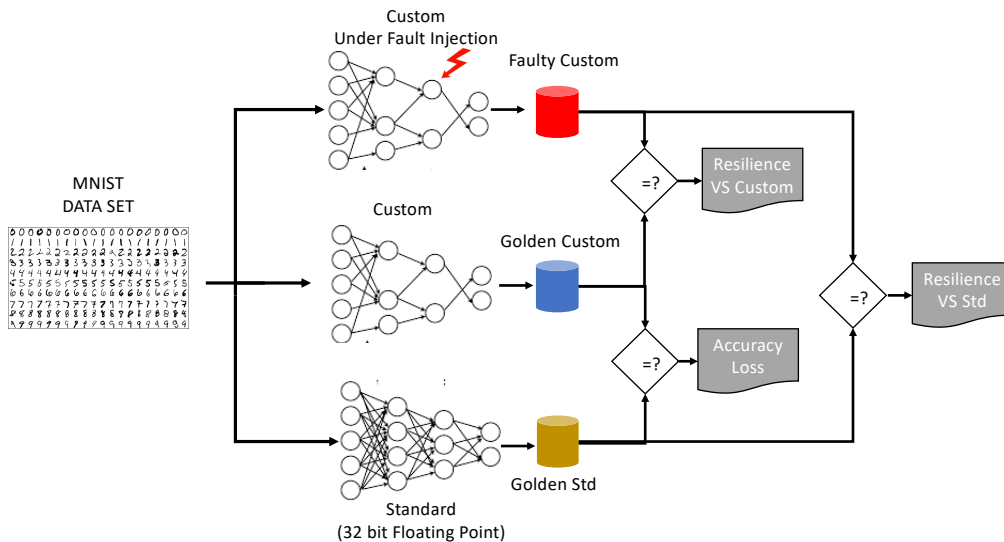 Custom
Under Fault Injection
Faulty Custom
=?
Resilience
VS Custom
MNIST
DATA SET
Custom
Golden Custom
=?
Resilience
VS Std
=?
Accuracy
Loss
Golden Std
Standard
(32 bit Floating Point)